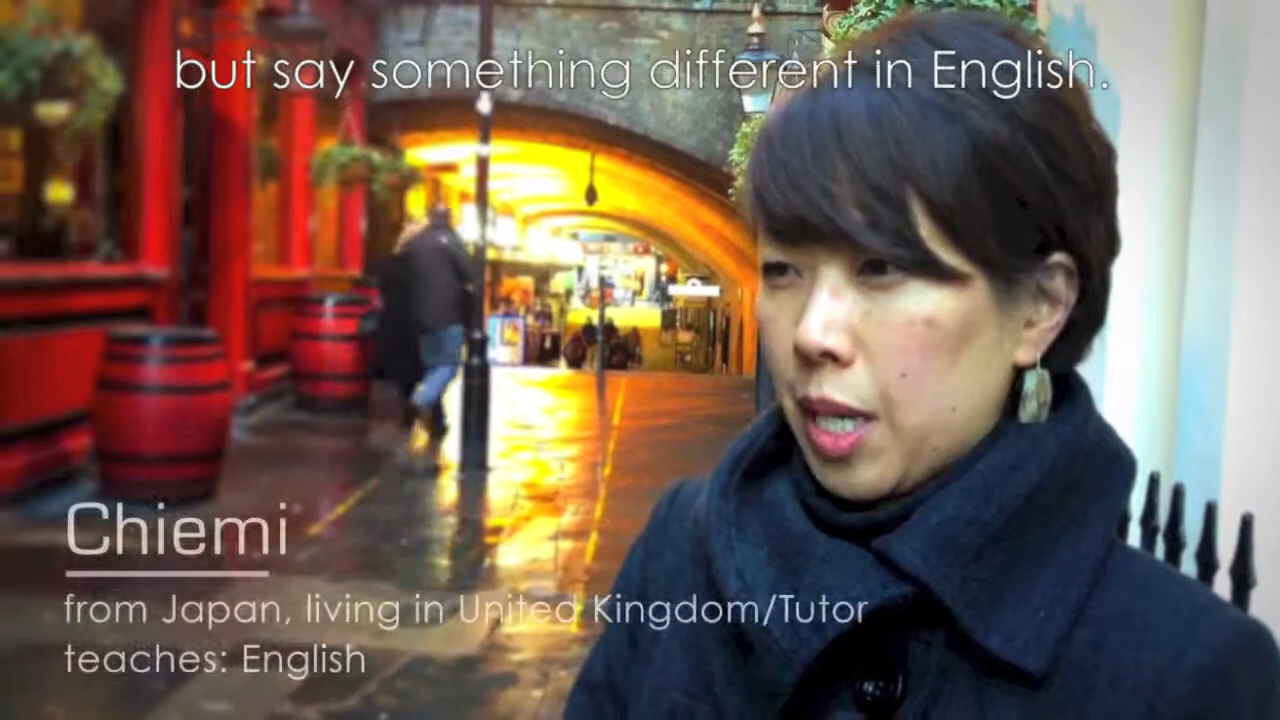 but say something different in English.
Chiemi
from Japan, living in United Kingdom/Tutor
teaches: English